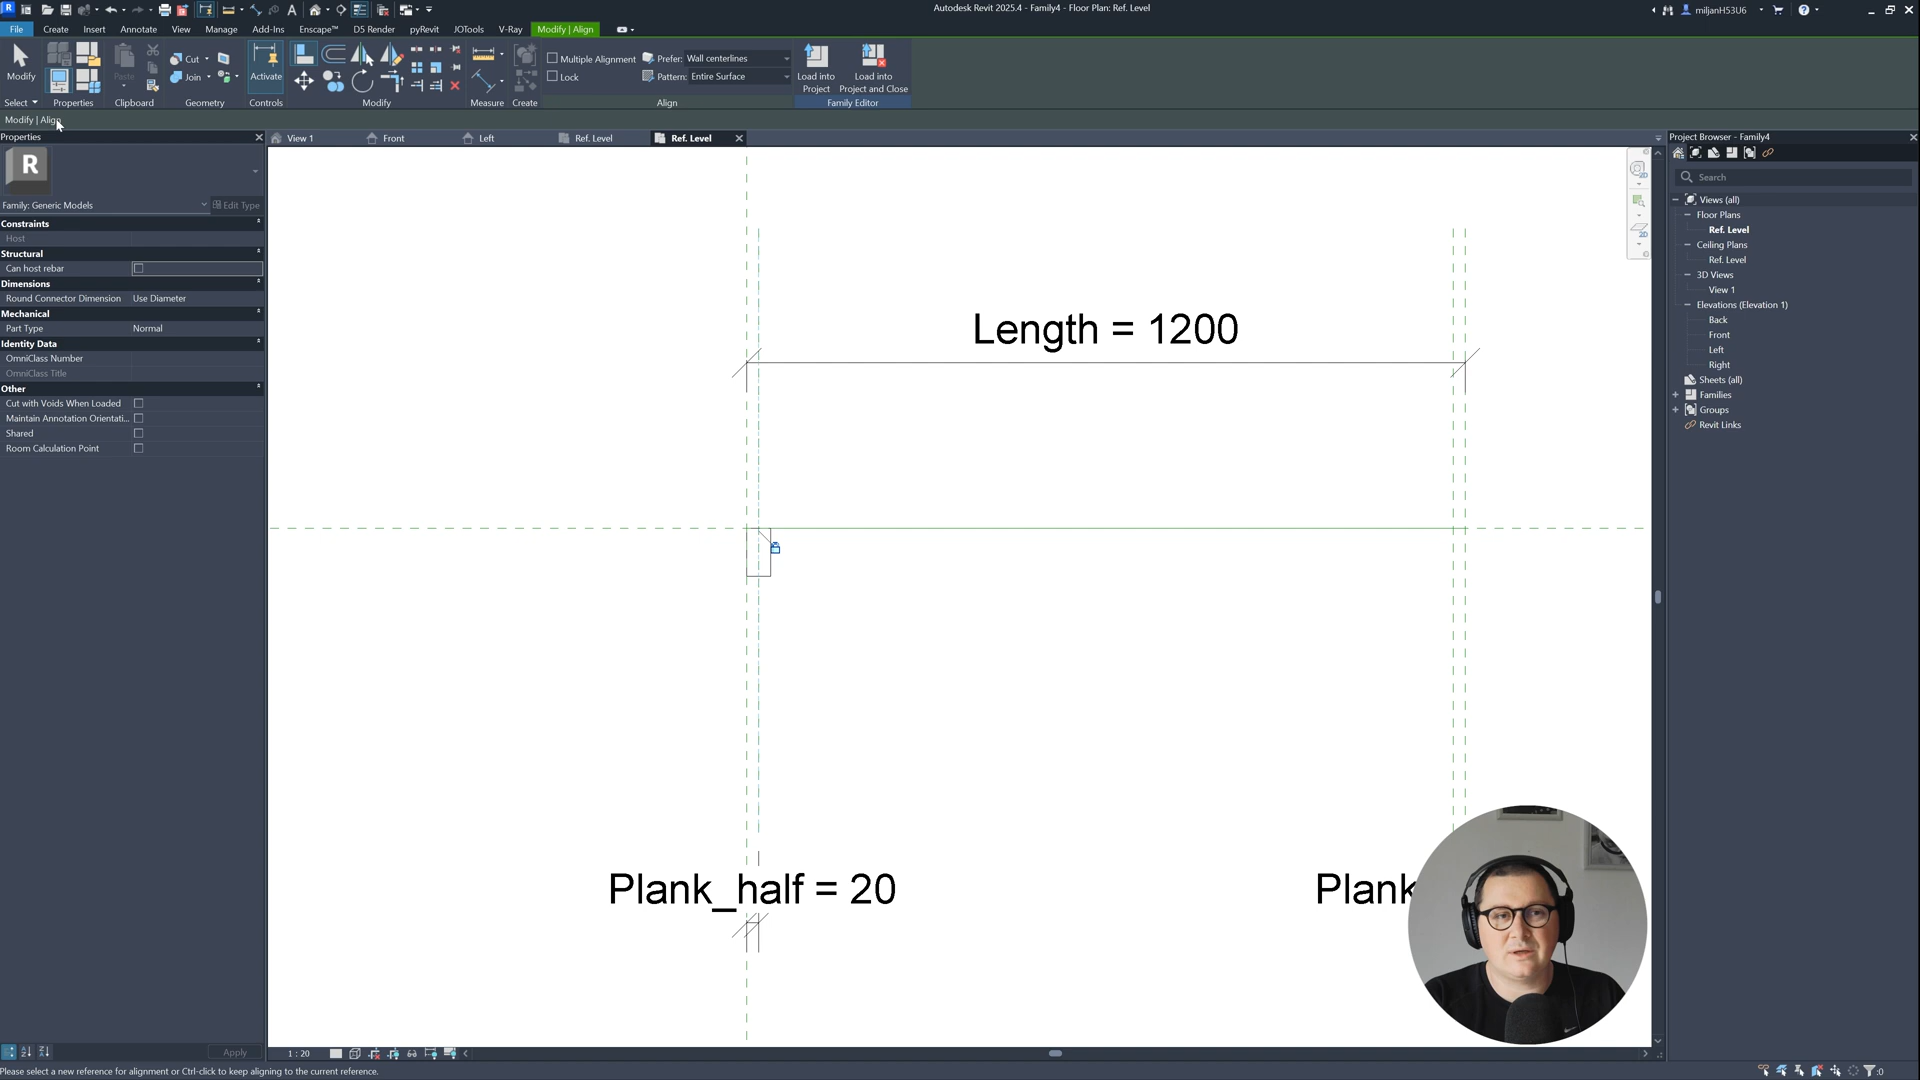 Autodesk Revit 2025.4 - Family4 - Floor Plan: Ref. Level
miljanH53U6
File Create Insert Annotate View Manage Add-Ins Enscape™ D5 Render pyRevit JOTools V-Ray Modify | Align
Modify
Paste
Cut
Join
Activate
Multiple Alignment
Lock
Prefer: Wall centerlines
Pattern: Entire Surface
Load into
Project
Load into
Project and Close
Select Properties Clipboard Geometry Controls Modify Measure Create Align Family Editor
Modify | Align
Properties
View 1 Front Left Ref. Level Ref. Level
Project Browser - Family4
R
Family: Generic Models
Edit Type
Constraints
Host
Structural
Can host rebar
Dimensions
Round Connector Dimension Use Diameter
Mechanical
Part Type Normal
Identity Data
OmniClass Number
OmniClass Title
Other
Cut with Voids When Loaded
Maintain Annotation Orientati...
Shared
Room Calculation Point
Apply
Length = 1200
Plank_half = 20
Plank
2D
2D
Search
Views (all)
Floor Plans
Ref. Level
Ceiling Plans
Ref. Level
3D Views
View 1
Elevations (Elevation 1)
Back
Front
Left
Right
Sheets (all)
Families
Groups
Revit Links
1 : 20
Please select a new reference for alignment or Ctrl-click to keep aligning to the current reference.
:0